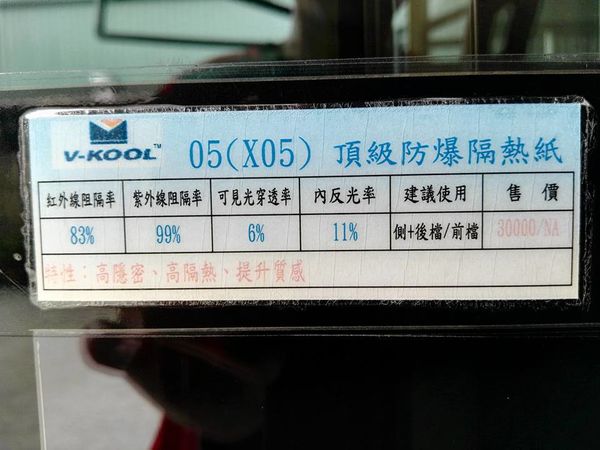 V-KOOL™ 05(X05) 頂級防爆隔熱紙
紅外線阻隔率 紫外線阻隔率 可見光穿透率 內反光率 建議使用 售 價
83% 99% 6% 11% 側+後檔/前檔 30000/NA
特性：高隱密、高隔熱、提升質感